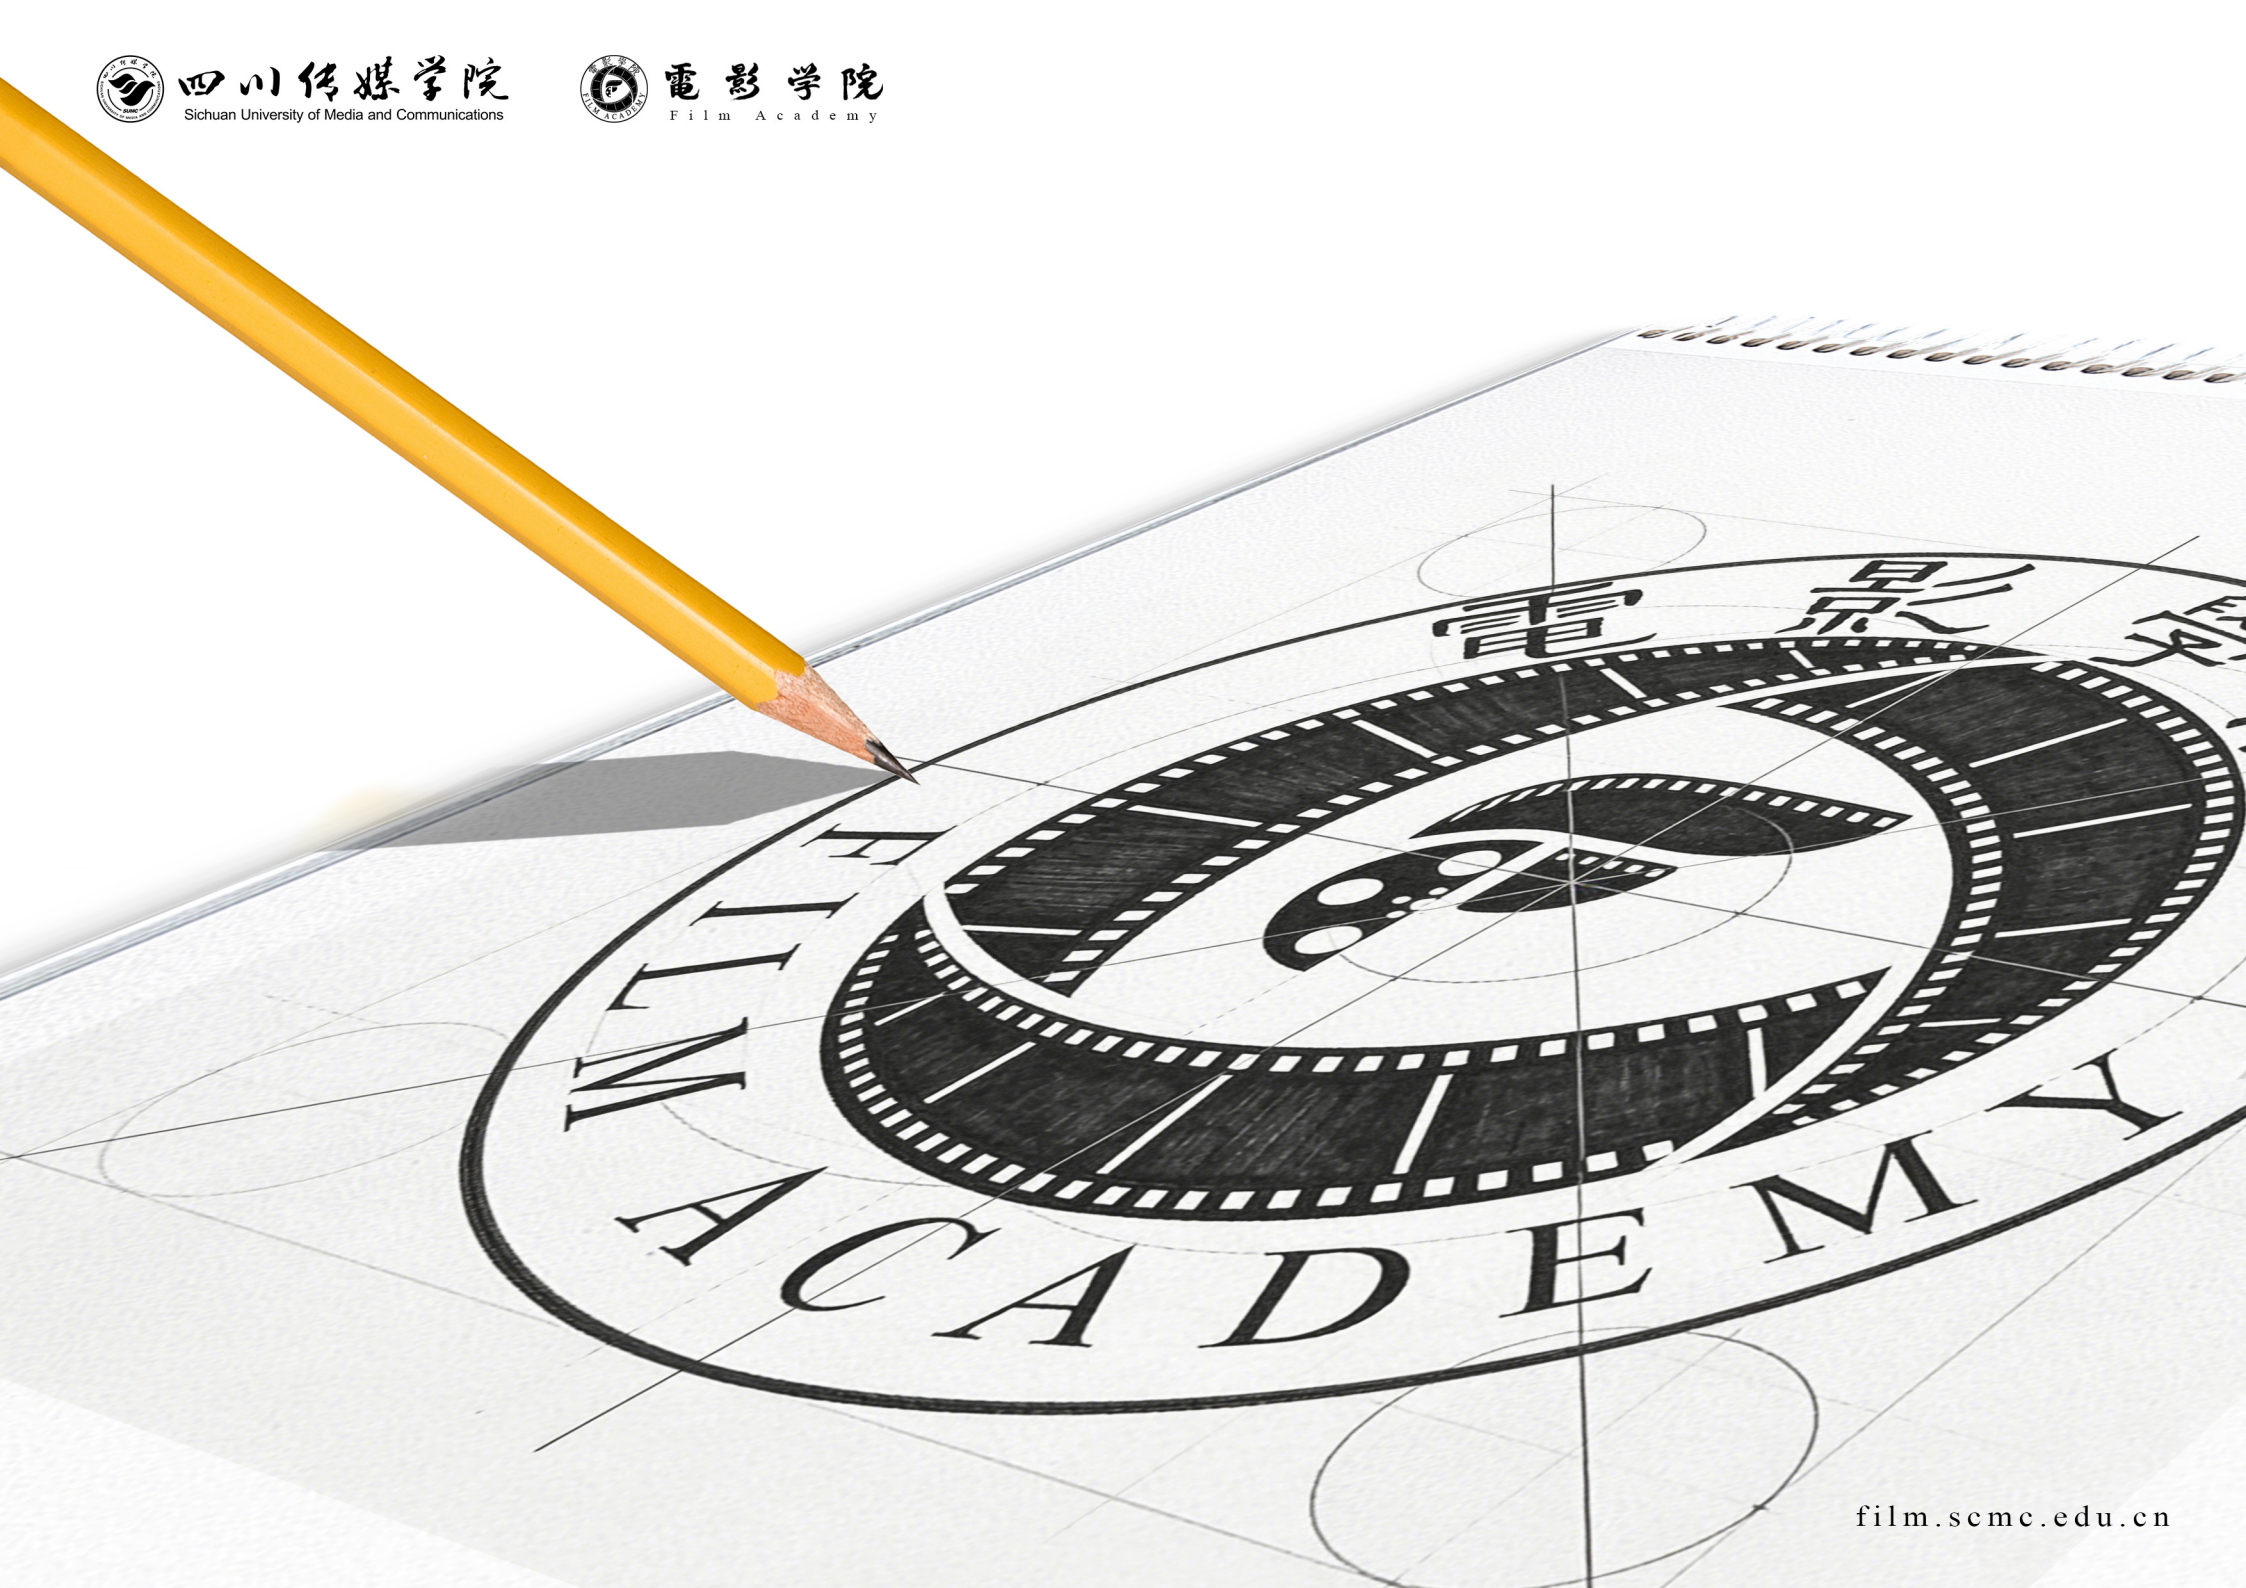 四川传媒学院
Sichuan University of Media and Communications
電影学院
Film Academy
電影學
FILM ACADEMY
film.scmc.edu.cn